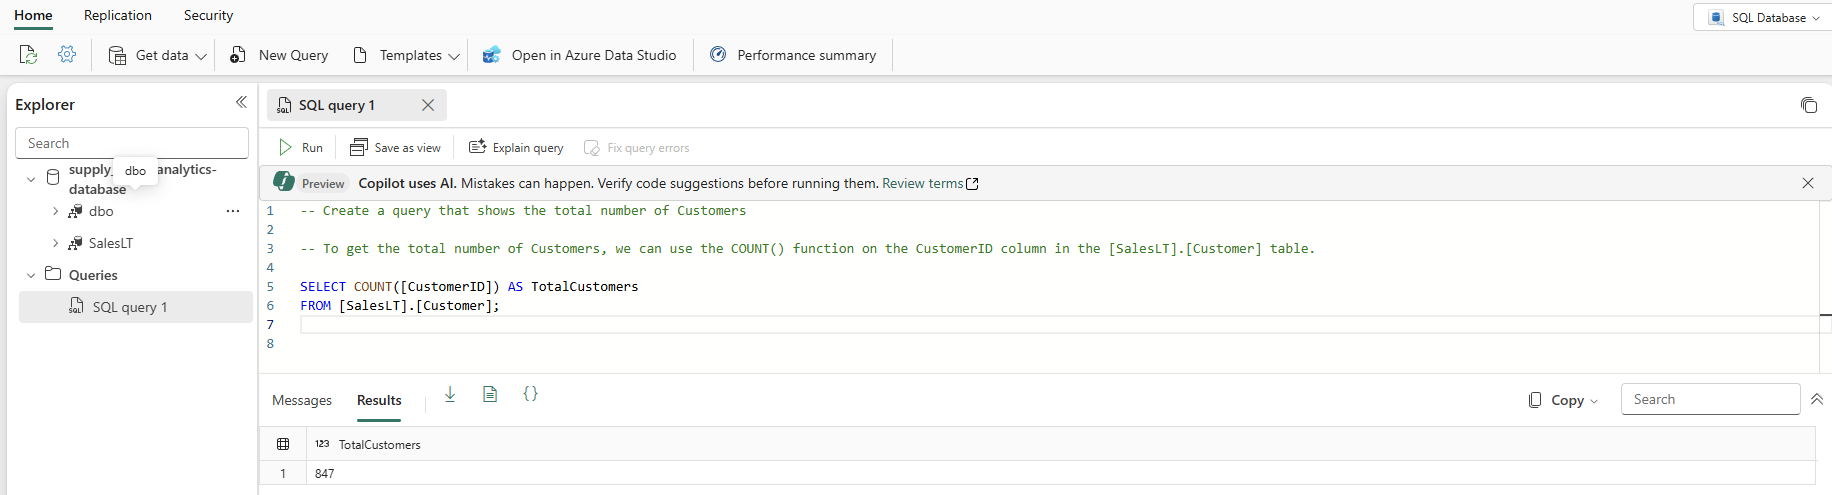 Home Replication Security
SQL Database
Get data New Query Templates Open in Azure Data Studio Performance summary
Explorer
Search
supply_ analytics-
database
dbo
dbo
SalesLT
Queries
SQL query 1
SQL query 1
Run Save as view Explain query Fix query errors
Preview Copilot uses AI. Mistakes can happen. Verify code suggestions before running them. Review terms
1 -- Create a query that shows the total number of Customers
2
3 -- To get the total number of Customers, we can use the COUNT() function on the CustomerID column in the [SalesLT].[Customer] table.
4
5 SELECT COUNT([CustomerID]) AS TotalCustomers
6 FROM [SalesLT].[Customer];
7
8
Messages Results {} Copy Search
123 TotalCustomers
1 847